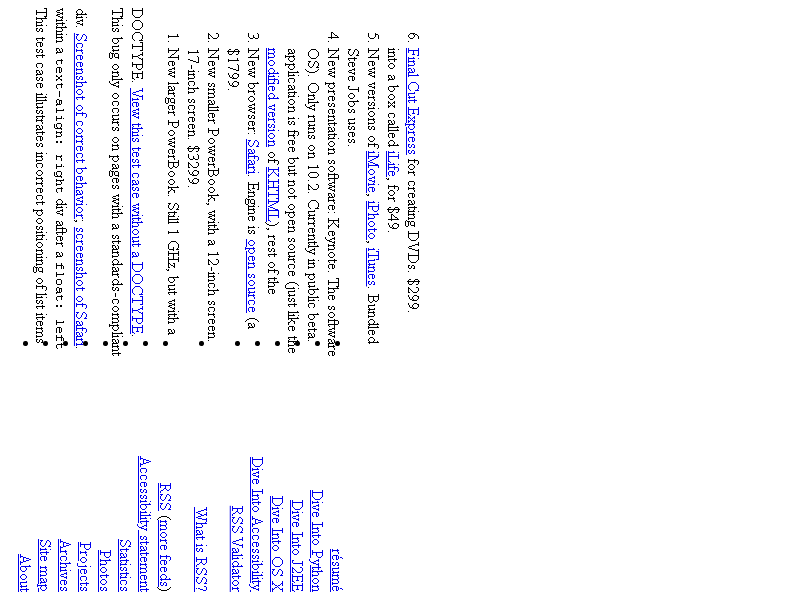 This test case illustrates incorrect positioning of list items
within a text-align: right div after a float: left
div. Screenshot of correct behavior; screenshot of Safari.
This bug only occurs on pages with a standards-compliant
DOCTYPE. View this test case without a DOCTYPE.
1. New larger PowerBook. Still 1 GHz, but with a
17-inch screen. $3299.
2. New smaller PowerBook, with a 12-inch screen.
$1799.
3. New browser: Safari. Engine is open source (a
modified version of KHTML), rest of the
application is free but not open source (just like the
OS). Only runs on 10.2. Currently in public beta.
4. New presentation software: Keynote. The software
Steve Jobs uses.
5. New versions of iMovie, iPhoto, iTunes. Bundled
into a box called iLife, for $49.
6. Final Cut Express for creating DVDs. $299.
About
Site map
Archives
Projects
Photos
Statistics
Accessibility statement
RSS (more feeds)
What is RSS?
RSS Validator
Dive Into Accessibility
Dive Into OS X
Dive Into J2EE
Dive Into Python
résumé